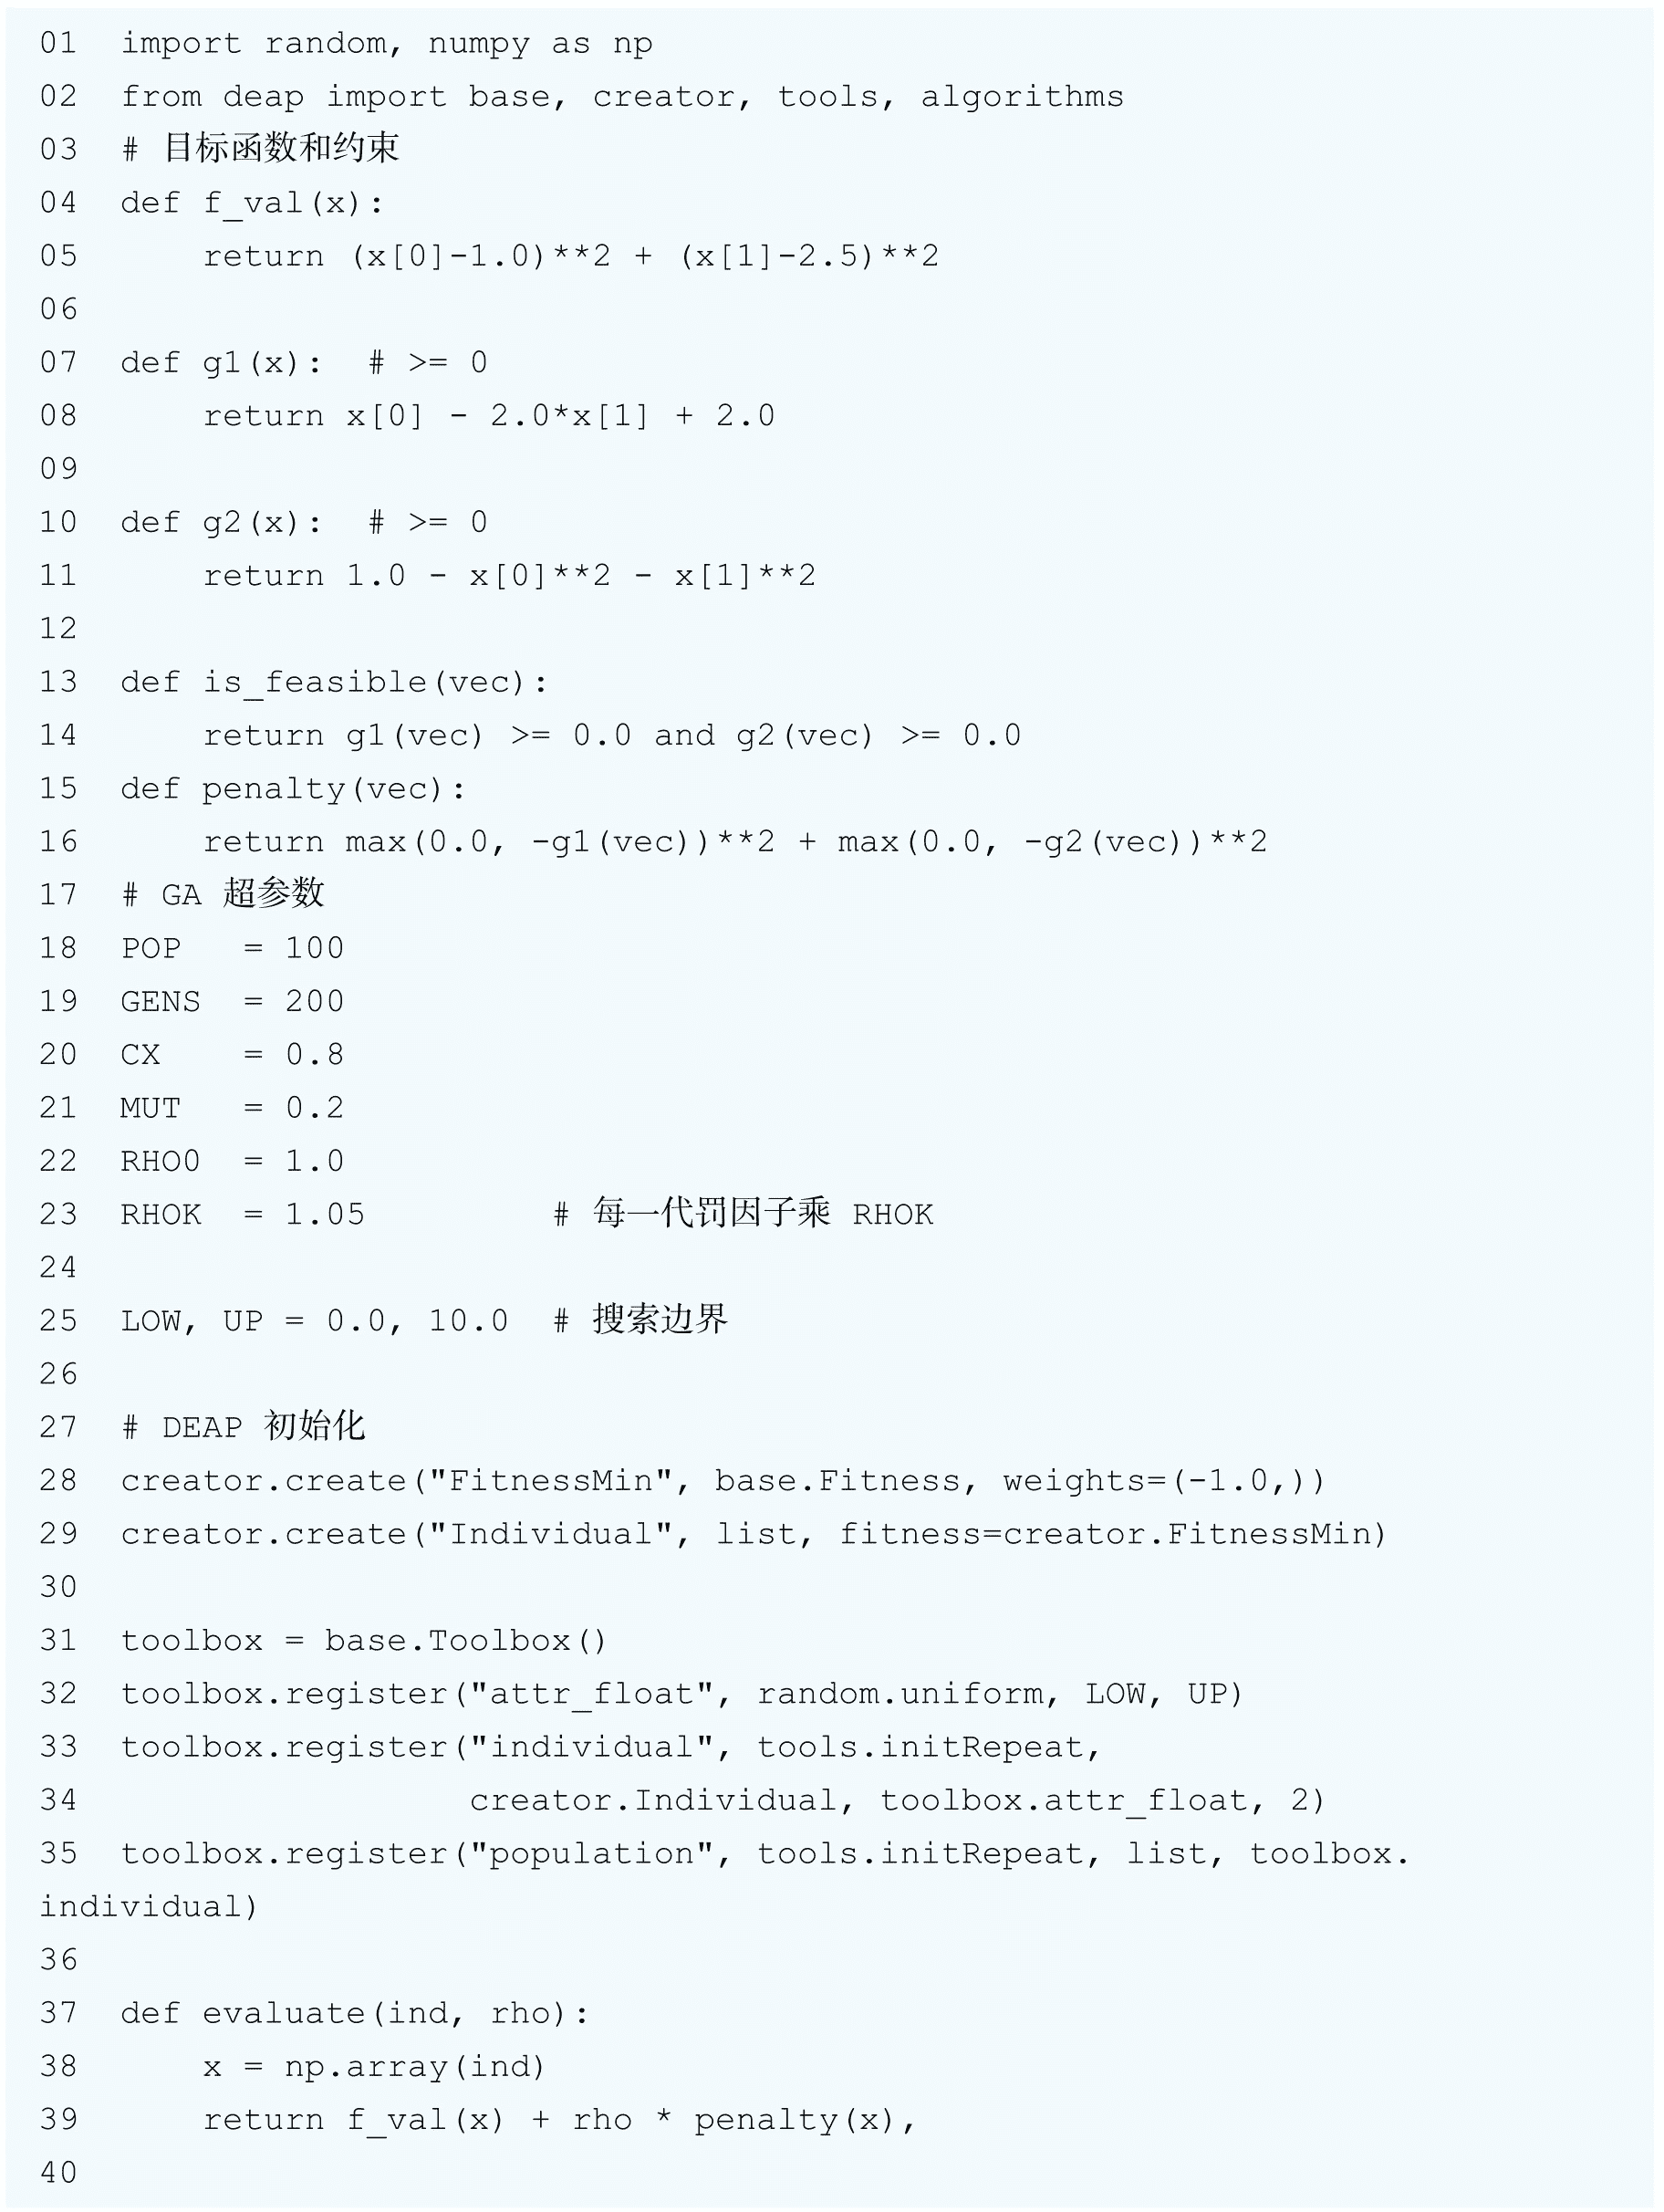 01  import random, numpy as np
02  from deap import base, creator, tools, algorithms
03  # 目标函数和约束
04  def f_val(x):
05      return (x[0]-1.0)**2 + (x[1]-2.5)**2
06
07  def g1(x):  # >= 0
08      return x[0] - 2.0*x[1] + 2.0
09
10  def g2(x):  # >= 0
11      return 1.0 - x[0]**2 - x[1]**2
12
13  def is_feasible(vec):
14      return g1(vec) >= 0.0 and g2(vec) >= 0.0
15  def penalty(vec):
16      return max(0.0, -g1(vec))**2 + max(0.0, -g2(vec))**2
17  # GA 超参数
18  POP   = 100
19  GENS  = 200
20  CX    = 0.8
21  MUT   = 0.2
22  RHO0  = 1.0
23  RHOK  = 1.05         # 每一代罚因子乘 RHOK
24
25  LOW, UP = 0.0, 10.0  # 搜索边界
26
27  # DEAP 初始化
28  creator.create("FitnessMin", base.Fitness, weights=(-1.0,))
29  creator.create("Individual", list, fitness=creator.FitnessMin)
30
31  toolbox = base.Toolbox()
32  toolbox.register("attr_float", random.uniform, LOW, UP)
33  toolbox.register("individual", tools.initRepeat,
34                   creator.Individual, toolbox.attr_float, 2)
35  toolbox.register("population", tools.initRepeat, list, toolbox.
individual)
36
37  def evaluate(ind, rho):
38      x = np.array(ind)
39      return f_val(x) + rho * penalty(x),
40